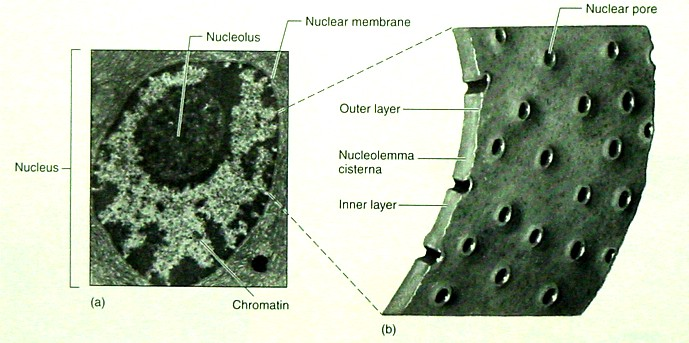 Nuclear pore
Nuclear membrane
Nucleolus
Outer layer
Nucleolemma
cisterna
Nucleus
Inner layer
Chromatin
(a)
(b)